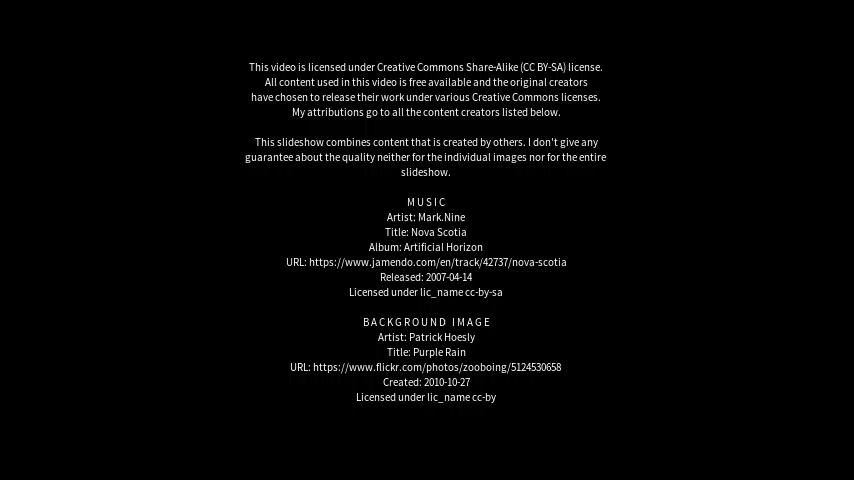 This video is licensed under Creative Commons Share-Alike (CC BY-SA) license.
All content used in this video is free available and the original creators
have chosen to release their work under various Creative Commons licenses.
My attributions go to all the content creators listed below.
This slideshow combines content that is created by others. I don't give any
guarantee about the quality neither for the individual images nor for the entire
slideshow.
MUSIC
Artist: Mark.Nine
Title: Nova Scotia
Album: Artificial Horizon
URL: https://www.jamendo.com/en/track/42737/nova-scotia
Released: 2007-04-14
Licensed under lic_name cc-by-sa
BACKGROUND IMAGE
Artist: Patrick Hoesly
Title: Purple Rain
URL: https://www.flickr.com/photos/zooboing/5124530658
Created: 2010-10-27
Licensed under lic_name cc-by